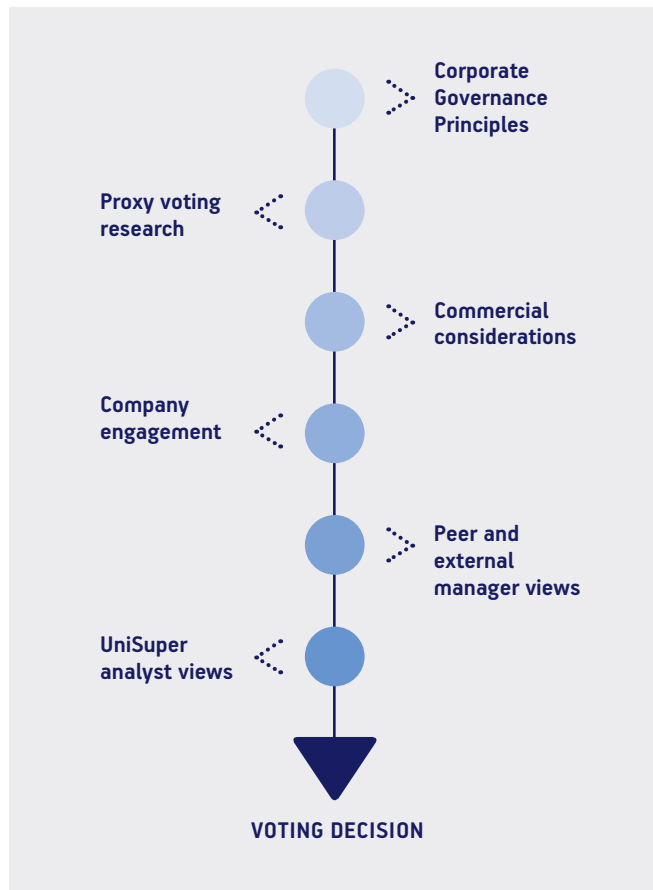 Corporate
Governance
Principles
Proxy voting
research
Commercial
considerations
Company
engagement
Peer and
external
manager views
UniSuper
analyst views
VOTING DECISION